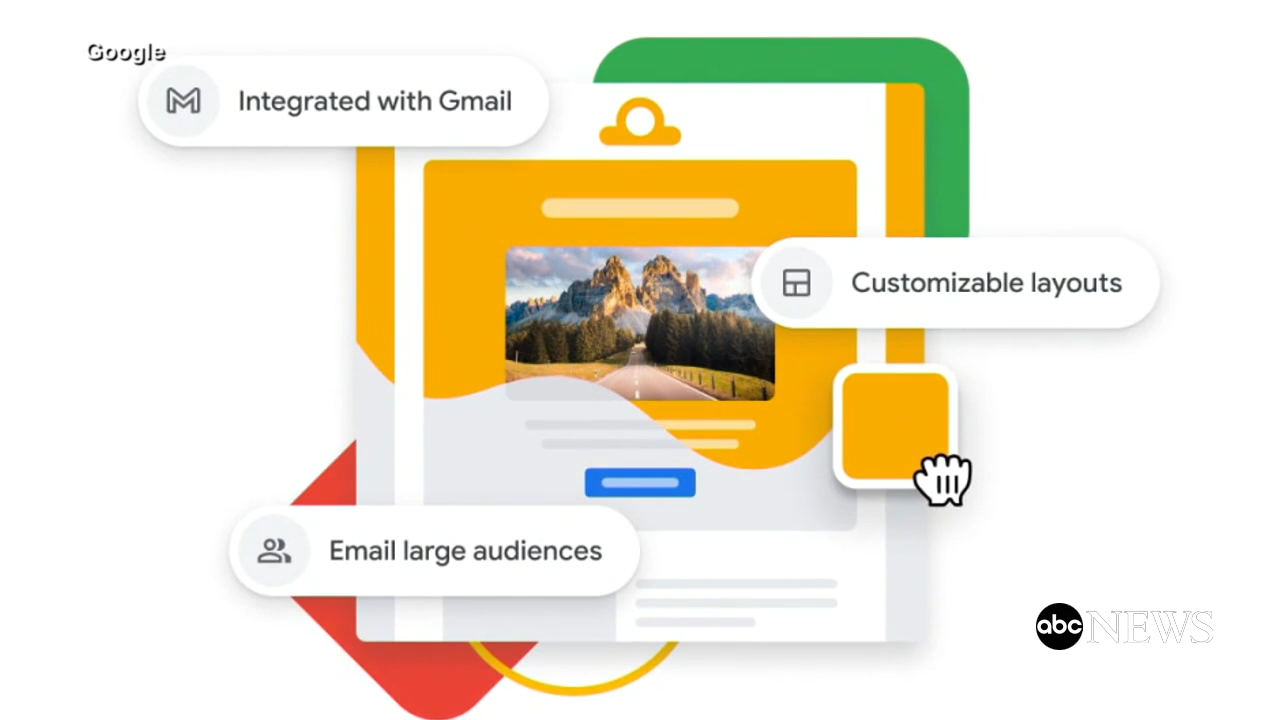 Google
Integrated with Gmail
Customizable layouts
Email large audiences
abc NEWS